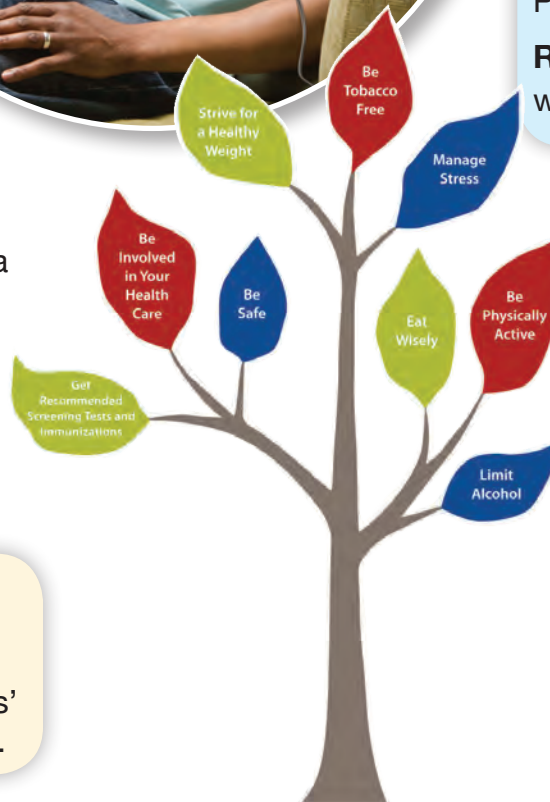 R
w
Be
Tobacco
Free
Strive for
a Healthy
Weight
Manage
Stress
a
Be
Involved
in Your
Health
Care
Be
Safe
Eat
Wisely
Be
Physically
Active
Get
Recommended
Screening Tests and
Immunizations
Limit
Alcohol
s’
.